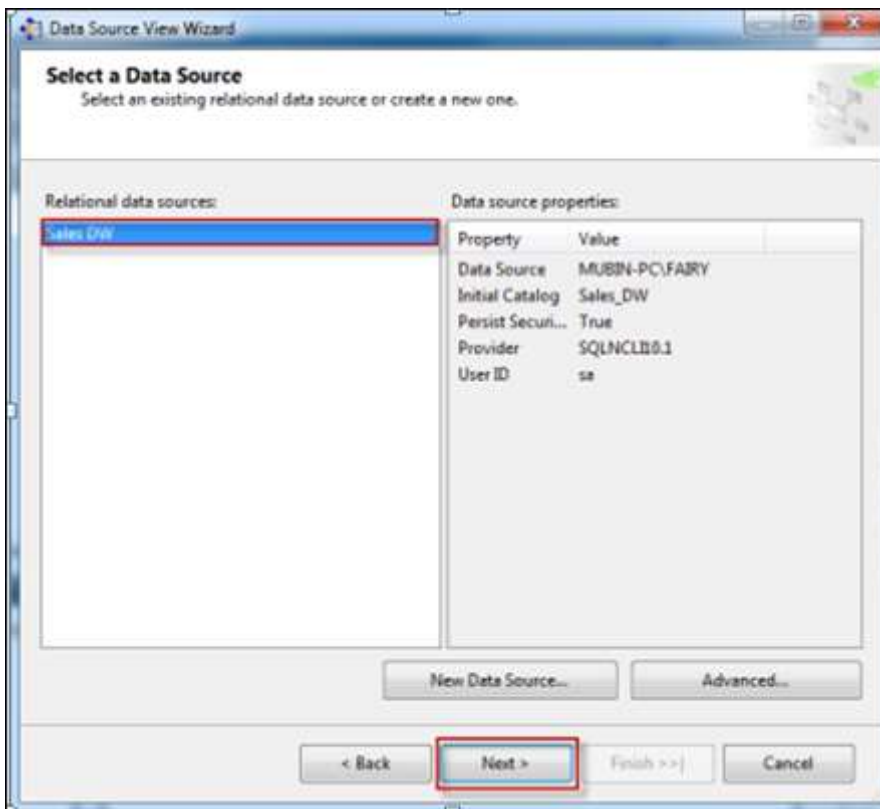 Data Source View Wizard
Select a Data Source
Select an existing relational data source or create a new one.
Relational data sources:
Sales DW
Data source properties:
Property Value
Data Source MUBIN-PC\FAIRY
Initial Catalog Sales_DW
Persist Securi... True
Provider SQLNCLI10.1
User ID sa
New Data Source...
Advanced...
< Back
Next >
Finish >>|
Cancel